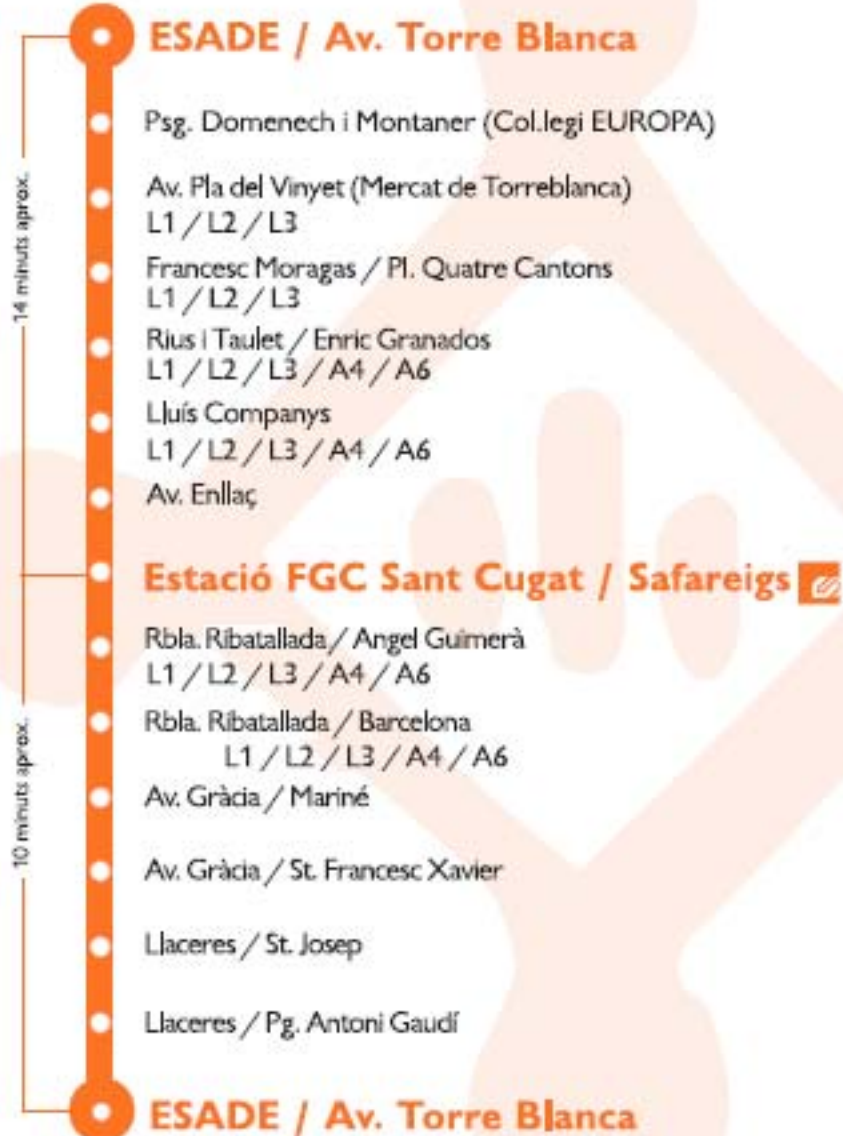 ESADE / Av. Torre Blanca
Psg. Domenech i Montaner (Col.legi EUROPA)
Av. Pla del Vinyet (Mercat de Torreblanca)
L1 / L2 / L3
Francesc Moragas / Pl. Quatre Cantons
L1 / L2 / L3
Rius i Taulet / Enric Granados
L1 / L2 / L3 / A4 / A6
Lluís Companys
L1 / L2 / L3 / A4 / A6
Av. Enllaç
14 minuts aprox.
Estació FGC Sant Cugat / Safareigs
Rbla. Ribatallada / Angel Guimerà
L1 / L2 / L3 / A4 / A6
Rbla. Ribatallada / Barcelona
L1 / L2 / L3 / A4 / A6
Av. Gràcia / Mariné
Av. Gràcia / St. Francesc Xavier
Llaceres / St. Josep
Llaceres / Pg. Antoni Gaudí
10 minuts aprox.
ESADE / Av. Torre Blanca